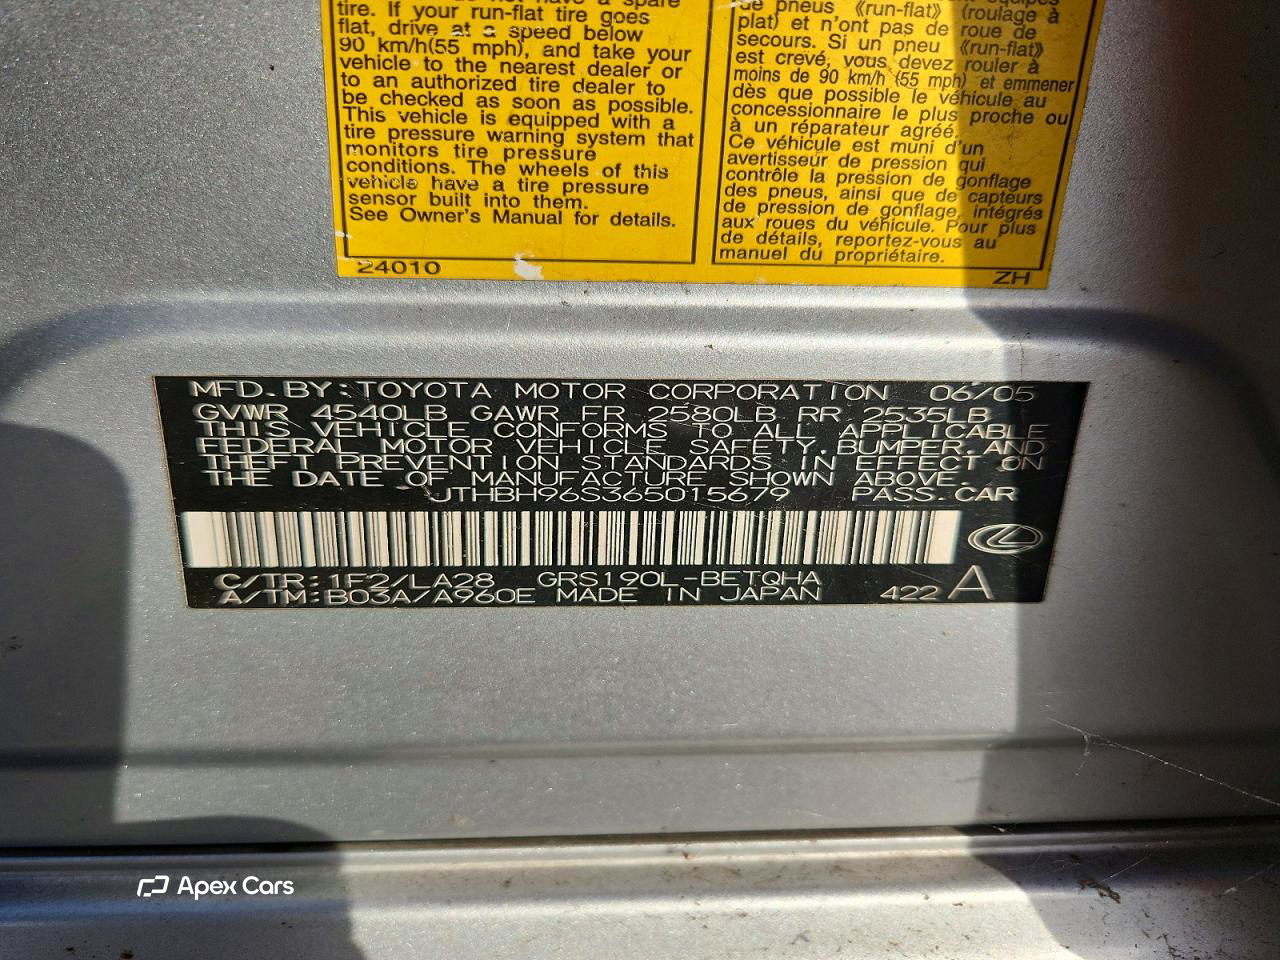 have a spare
tire. If your run-flat tire goes
flat, drive at a speed below
90 km/h(55 mph), and take your
vehicle to the nearest dealer or
to an authorized tire dealer to
be checked as soon as possible.
This vehicle is equipped with a
tire pressure warning system that
monitors tire pressure
conditions. The wheels of this
vehicle have a tire pressure
sensor built into them.
See Owner's Manual for details.
24010
de pneus 《run-flat》 (roulage à
plat) et n'ont pas de roue de
secours. Si un pneu 《run-flat》
est crevé, vous devez rouler à
moins de 90 km/h (55 mph) et emmener
dès que possible le véhicule au
concessionnaire le plus proche ou
à un réparateur agréé.
Ce véhicule est muni d'un
avertisseur de pression qui
contrôle la pression de gonflage
des pneus, ainsi que de capteurs
de pression de gonflage, intégrés
aux roues du véhicule. Pour plus
de détails, reportez-vous au
manuel du propriétaire.
ZH
MFD. BY: TOYOTA MOTOR CORPORATION 06/05
GVWR 4540LB GAWR FR 2580LB RR 2535LB
THIS VEHICLE CONFORMS TO ALL APPLICABLE
FEDERAL MOTOR VEHICLE SAFETY, BUMPER, AND
THEFT PREVENTION STANDARDS IN EFFECT ON
THE DATE OF MANUFACTURE SHOWN ABOVE.
JTHBH96S365015679 PASS. CAR
C/TR: 1F2/LA28 GRS190L-BETQHA
A/TM: B03A/A960E MADE IN JAPAN 422 A
Apex Cars